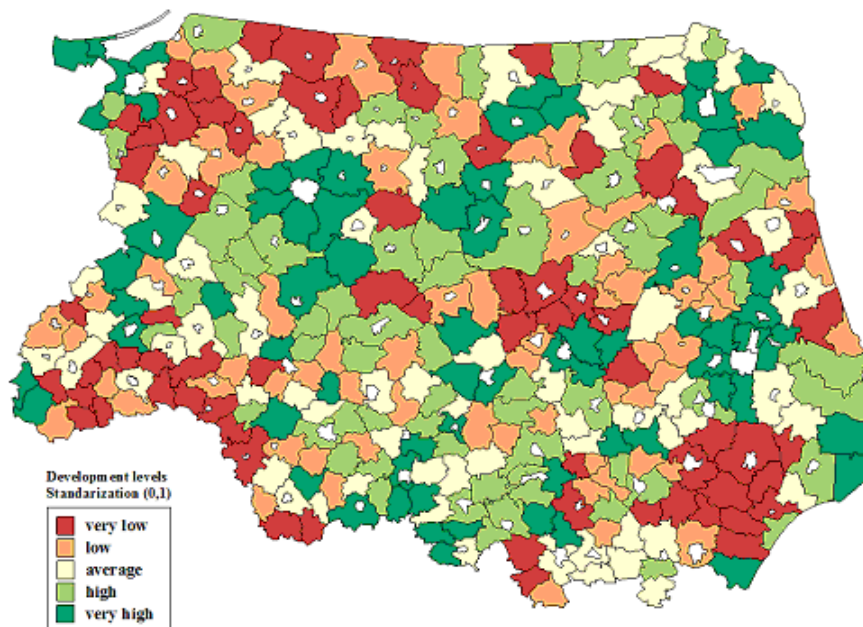 Development levels
Standarization (0,1)
very low
low
average
high
very high